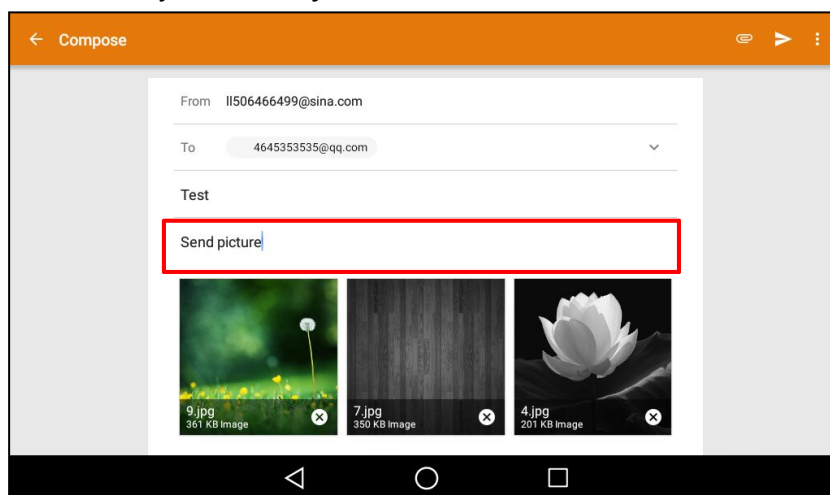 Compose
From ll506466499@sina.com
To 4645353535@qq.com
Test
Send picture
9.jpg
361 KB Image
7.jpg
350 KB Image
4.jpg
201 KB Image